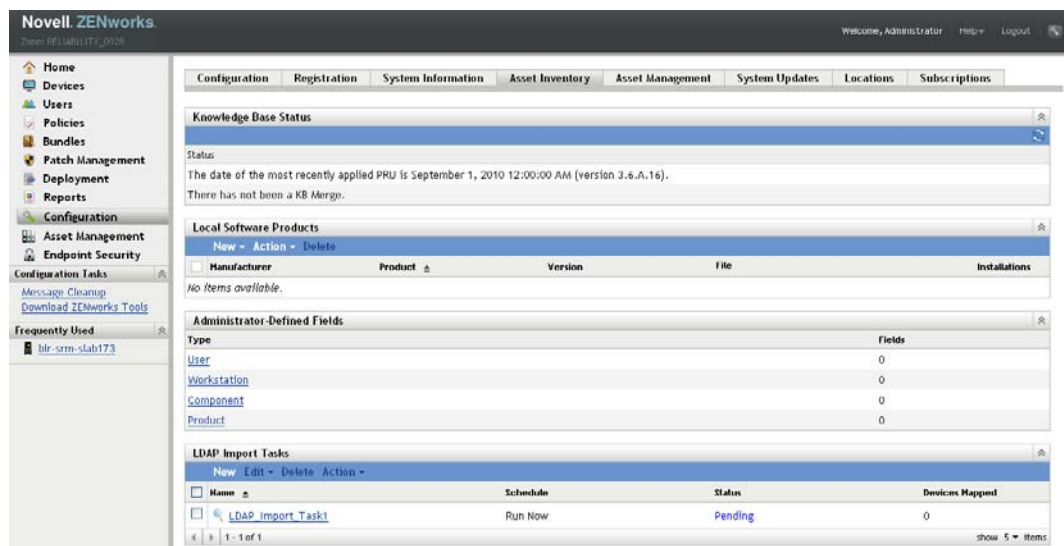 Novell. ZENworks.
Zone: RELIABILITY_0928
Welcome, Administrator Help Logout
Home
Devices
Users
Policies
Bundles
Patch Management
Deployment
Reports
Configuration
Asset Management
Endpoint Security
Configuration Tasks
Message Cleanup
Download ZENworks Tools
Frequently Used
blr-srm-slab173
Configuration Registration System Information Asset Inventory Asset Management System Updates Locations Subscriptions
Knowledge Base Status
Status
The date of the most recently applied PRU is September 1, 2010 12:00:00 AM (version 3.6.A.16).
There has not been a KB Merge.
Local Software Products
New Action Delete
Manufacturer Product Version File Installations
No items available.
Administrator-Defined Fields
Type Fields
User 0
Workstation 0
Component 0
Product 0
LDAP Import Tasks
New Edit Delete Action
Name Schedule Status Devices Mapped
LDAP_Import_Task1 Run Now Pending 0
1 - 1 of 1 show 5 items